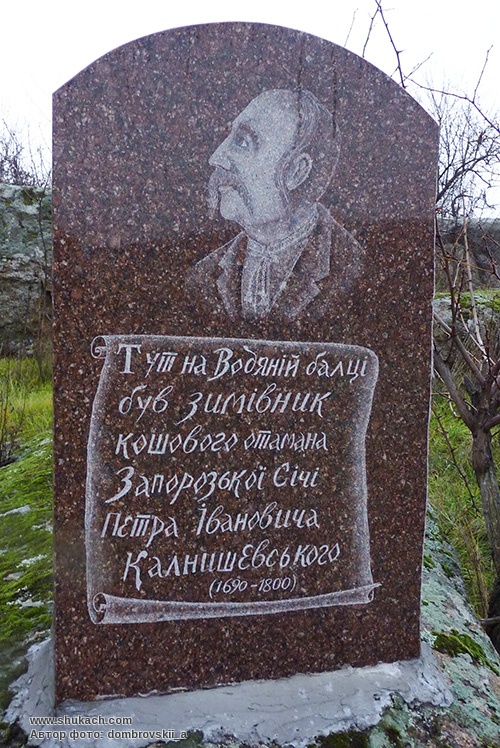 Тут на Водяній балці
був зимівник
кошового отамана
Запорозької Січі
Петра Івановича
Калнишевського
(1690-1800)
www.shukach.com
Автор фото: dombrovskii_a